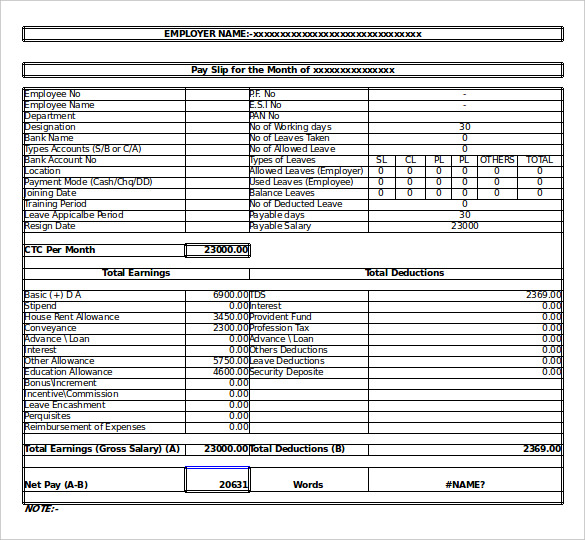 EMPLOYER NAME:-xxxxxxxxxxxxxxxxxxxxxxxxxxxxxxx
Pay Slip for the Month of xxxxxxxxxxxxxxx
Employee No P.F. No -
Employee Name E.S.I No -
Department PAN No
Designation No of Working days 30
Bank Name No of Leaves Taken 0
Types Accounts (S/B or C/A) No of Allowed Leave 0
Bank Account No Types of Leaves SL CL PL PL OTHERS TOTAL
Location Allowed Leaves (Employer) 0 0 0 0 0 0
Payment Mode (Cash/Chq/DD) Used Leaves (Employee) 0 0 0 0 0 0
Joining Date Balance Leaves 0 0 0 0 0 0
Training Period No of Deducted Leave 0
Leave Appicalbe Period Payable days 30
Resign Date Payable Salary 23000
CTC Per Month 23000.00
Total Earnings Total Deductions
Basic (+) D A 6900.00 TDS 2369.00
Stipend 0.00 Interest 0.00
House Rent Allowance 3450.00 Provident Fund 0.00
Conveyance 2300.00 Profession Tax 0.00
Advance \ Loan 0.00 Advance \ Loan 0.00
Interest 0.00 Others Deductions 0.00
Other Allowance 5750.00 Leave Deductions 0.00
Education Allowance 4600.00 Security Deposite 0.00
Bonus\Increment 0.00
Incentive\Commission 0.00
Leave Encashment 0.00
Perquisites 0.00
Reimbursement of Expenses 0.00
Total Earnings (Gross Salary) (A) 23000.00 Total Deductions (B) 2369.00
Net Pay (A-B) 20631 Words #NAME?
NOTE:-